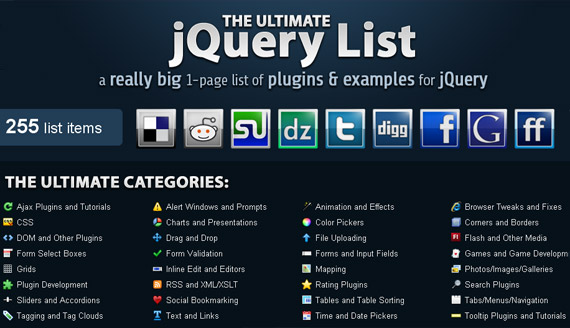 THE ULTIMATE
jQuery List
a really big 1-page list of plugins & examples for jQuery
255 list items
SU
dz
t
digg
f
G
ff
THE ULTIMATE CATEGORIES:
Ajax Plugins and Tutorials
Alert Windows and Prompts
Animation and Effects
Browser Tweaks and Fixes
CSS
Charts and Presentations
Color Pickers
Corners and Borders
DOM and Other Plugins
Drag and Drop
File Uploading
Flash and Other Media
Form Select Boxes
Form Validation
Forms and Input Fields
Games and Game Developm
Grids
Inline Edit and Editors
Mapping
Photos/Images/Galleries
Plugin Development
RSS and XML/XSLT
Rating Plugins
Search Plugins
Sliders and Accordions
Social Bookmarking
Tables and Table Sorting
Tabs/Menus/Navigation
Tagging and Tag Clouds
Text and Links
Time and Date Pickers
Tooltip Plugins and Tutorials